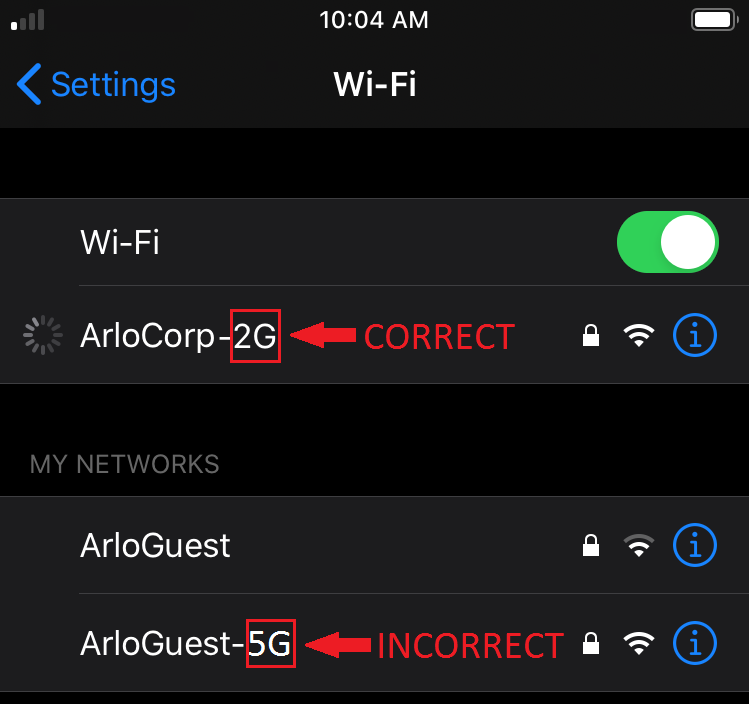 10:04 AM
Settings
Wi-Fi
Wi-Fi
ArloCorp-2G CORRECT
MY NETWORKS
ArloGuest
ArloGuest-5G INCORRECT